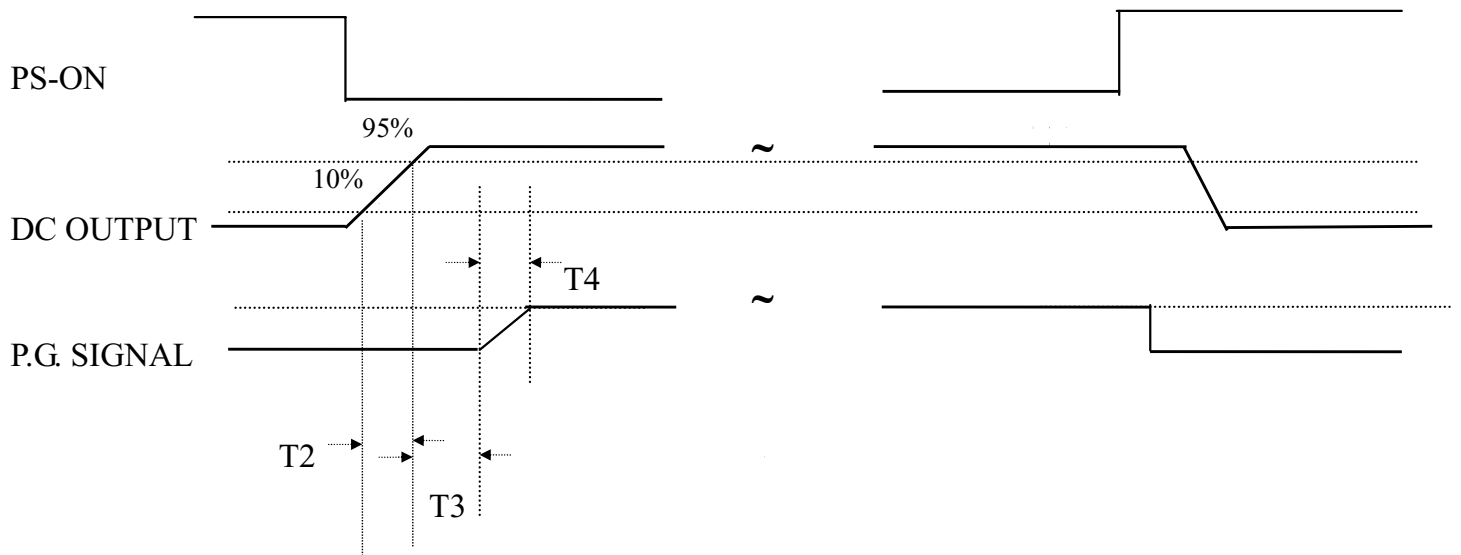 PS-ON
95%
~
10%
DC OUTPUT
T4
~
P.G. SIGNAL
T2
T3